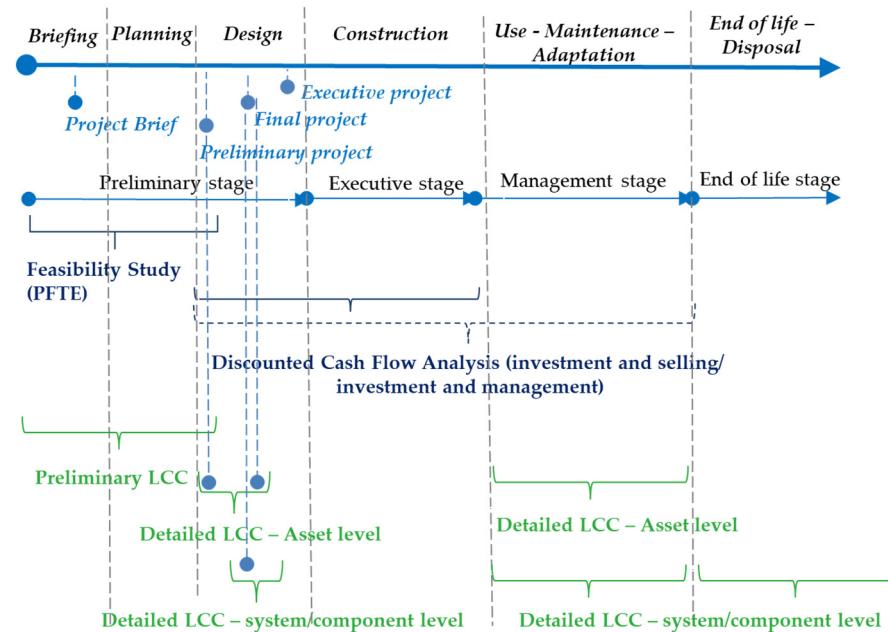 Briefing
Planning
Design
Construction
Use - Maintenance –
Adaptation
End of life –
Disposal
Executive project
Project Brief
Final project
Preliminary project
Preliminary stage
Executive stage
Management stage
End of life stage
Feasibility Study
(PFTE)
Discounted Cash Flow Analysis (investment and selling/
investment and management)
Preliminary LCC
Detailed LCC – Asset level
Detailed LCC – Asset level
Detailed LCC – system/component level
Detailed LCC – system/component level